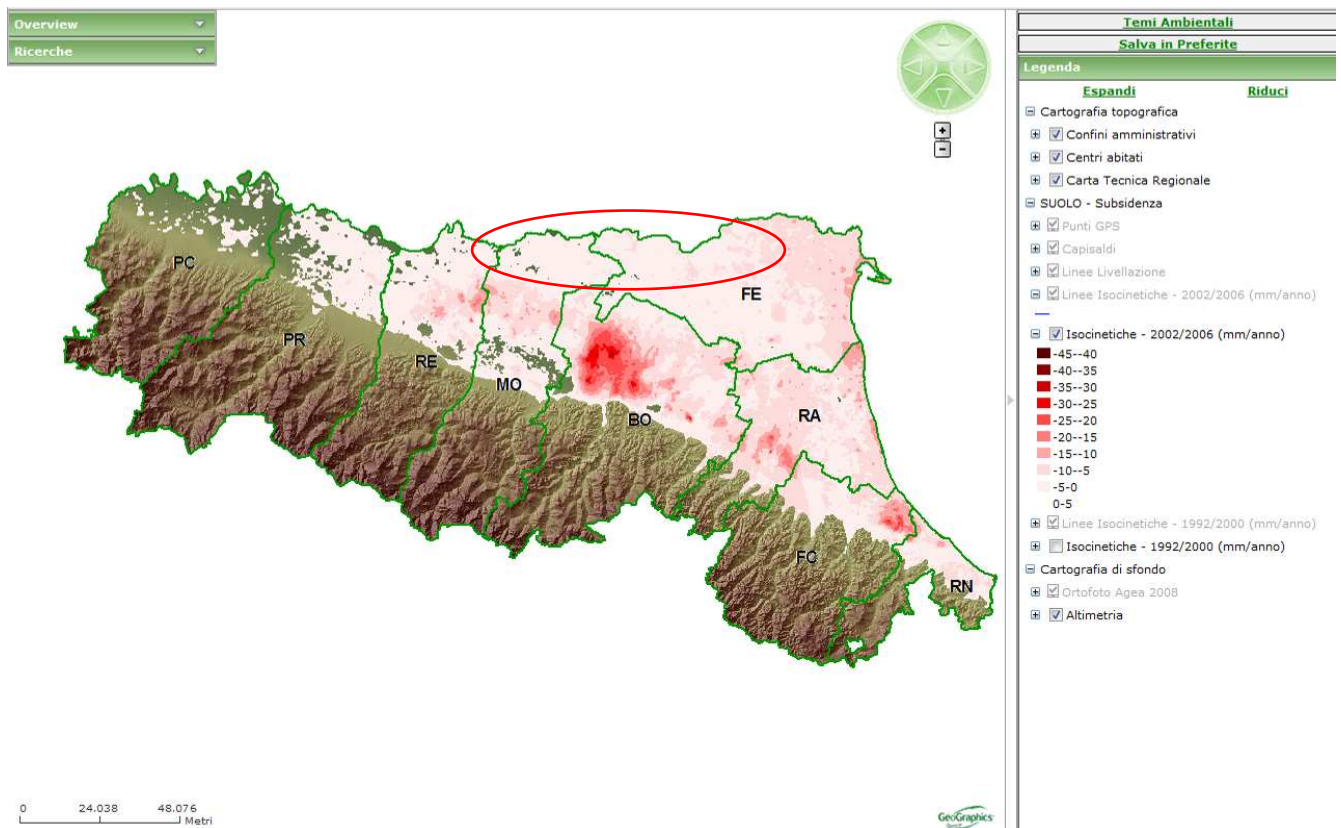 Overview
Ricerche
PC
PR
RE
MO
BO
FE
RA
FC
RN
0 24.038 48.076
Metri
GeoGraphics
Temi Ambientali
Salva in Preferite
Legenda
Espandi Riduci
Cartografia topografica
Confini amministrativi
Centri abitati
Carta Tecnica Regionale
SUOLO - Subsidenza
Punti GPS
Capisaldi
Linee Livellazione
Linee Isocinetiche - 2002/2006 (mm/anno)
Isocinetiche - 2002/2006 (mm/anno)
-45--40
-40--35
-35--30
-30--25
-25--20
-20--15
-15--10
-10--5
-5-0
0-5
Linee Isocinetiche - 1992/2000 (mm/anno)
Isocinetiche - 1992/2000 (mm/anno)
Cartografia di sfondo
Ortofoto Agea 2008
Altimetria